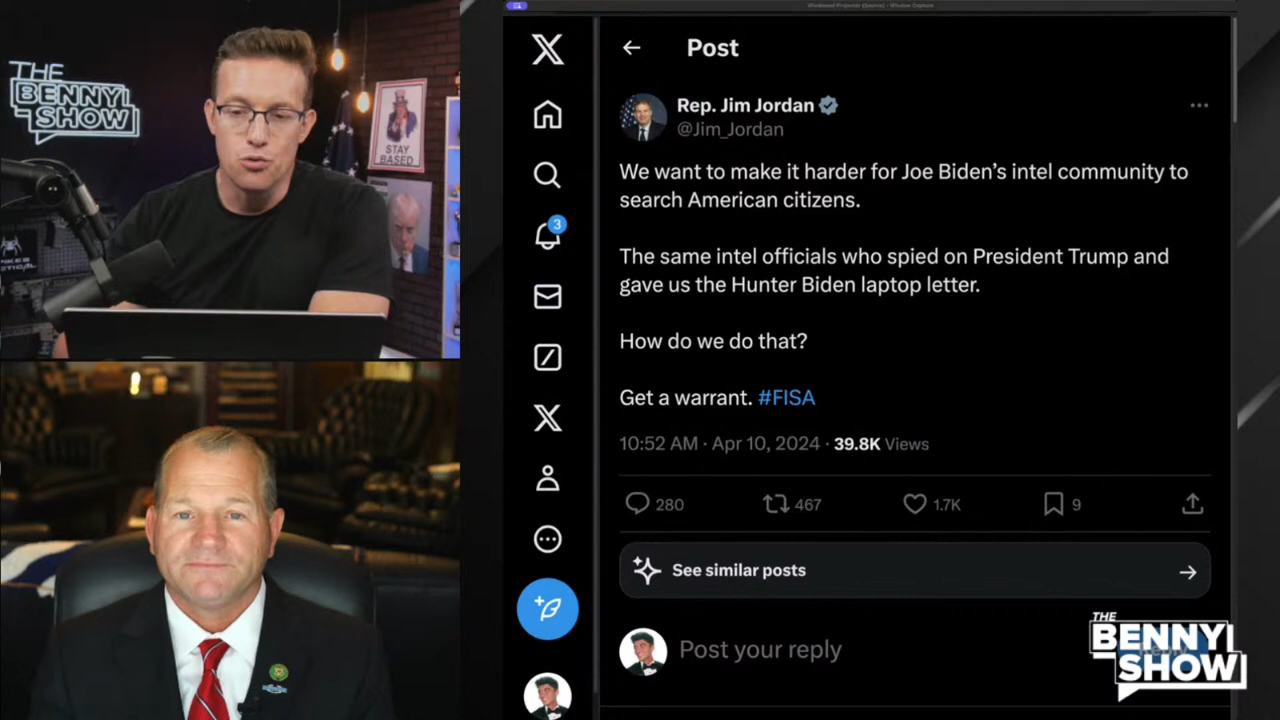 THE
BENNY
SHOW
STAY
BASED
Post
Rep. Jim Jordan
@Jim_Jordan
We want to make it harder for Joe Biden's intel community to
search American citizens.
The same intel officials who spied on President Trump and
gave us the Hunter Biden laptop letter.
How do we do that?
Get a warrant. #FISA
10:52 AM · Apr 10, 2024 · 39.8K Views
280 467 1.7K 9
See similar posts
Post your reply
3
THE
BENNY
SHOW